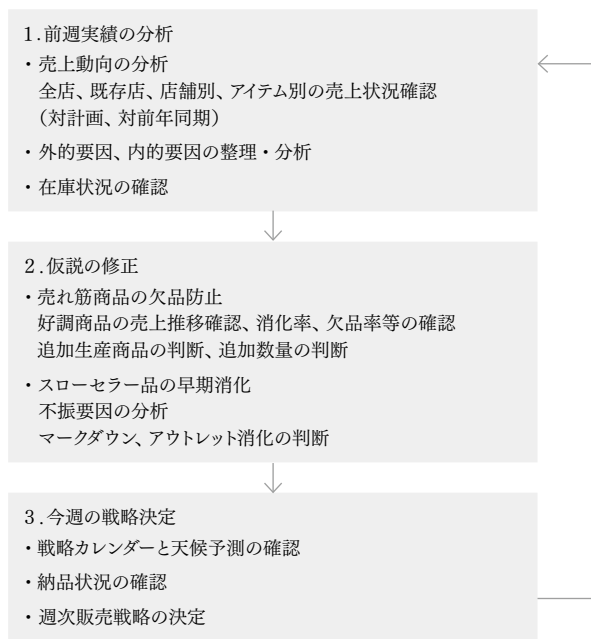 1.前週実績の分析
・売上動向の分析
全店、既存店、店舗別、アイテム別の売上状況確認
（対計画、対前年同期）
・外的要因、内的要因の整理・分析
・在庫状況の確認
2.仮説の修正
・売れ筋商品の欠品防止
好調商品の売上推移確認、消化率、欠品率等の確認
追加生産商品の判断、追加数量の判断
・スローセラー品の早期消化
不振要因の分析
マークダウン、アウトレット消化の判断
3.今週の戦略決定
・戦略カレンダーと天候予測の確認
・納品状況の確認
・週次販売戦略の決定